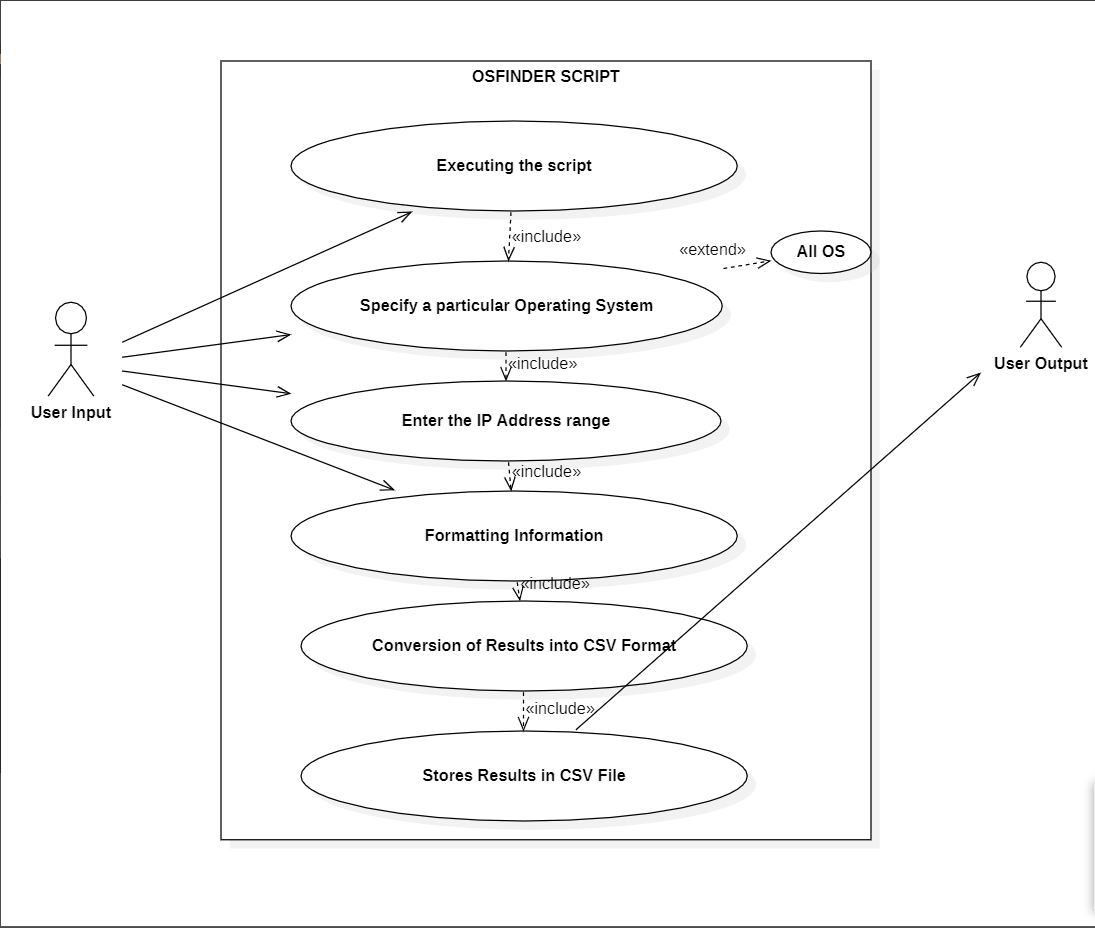 OSFINDER SCRIPT
Executing the script
«include»
«extend»
All OS
Specify a particular Operating System
«include»
User Output
User Input
Enter the IP Address range
«include»
Formatting Information
«include»
Conversion of Results into CSV Format
«include»
Stores Results in CSV File